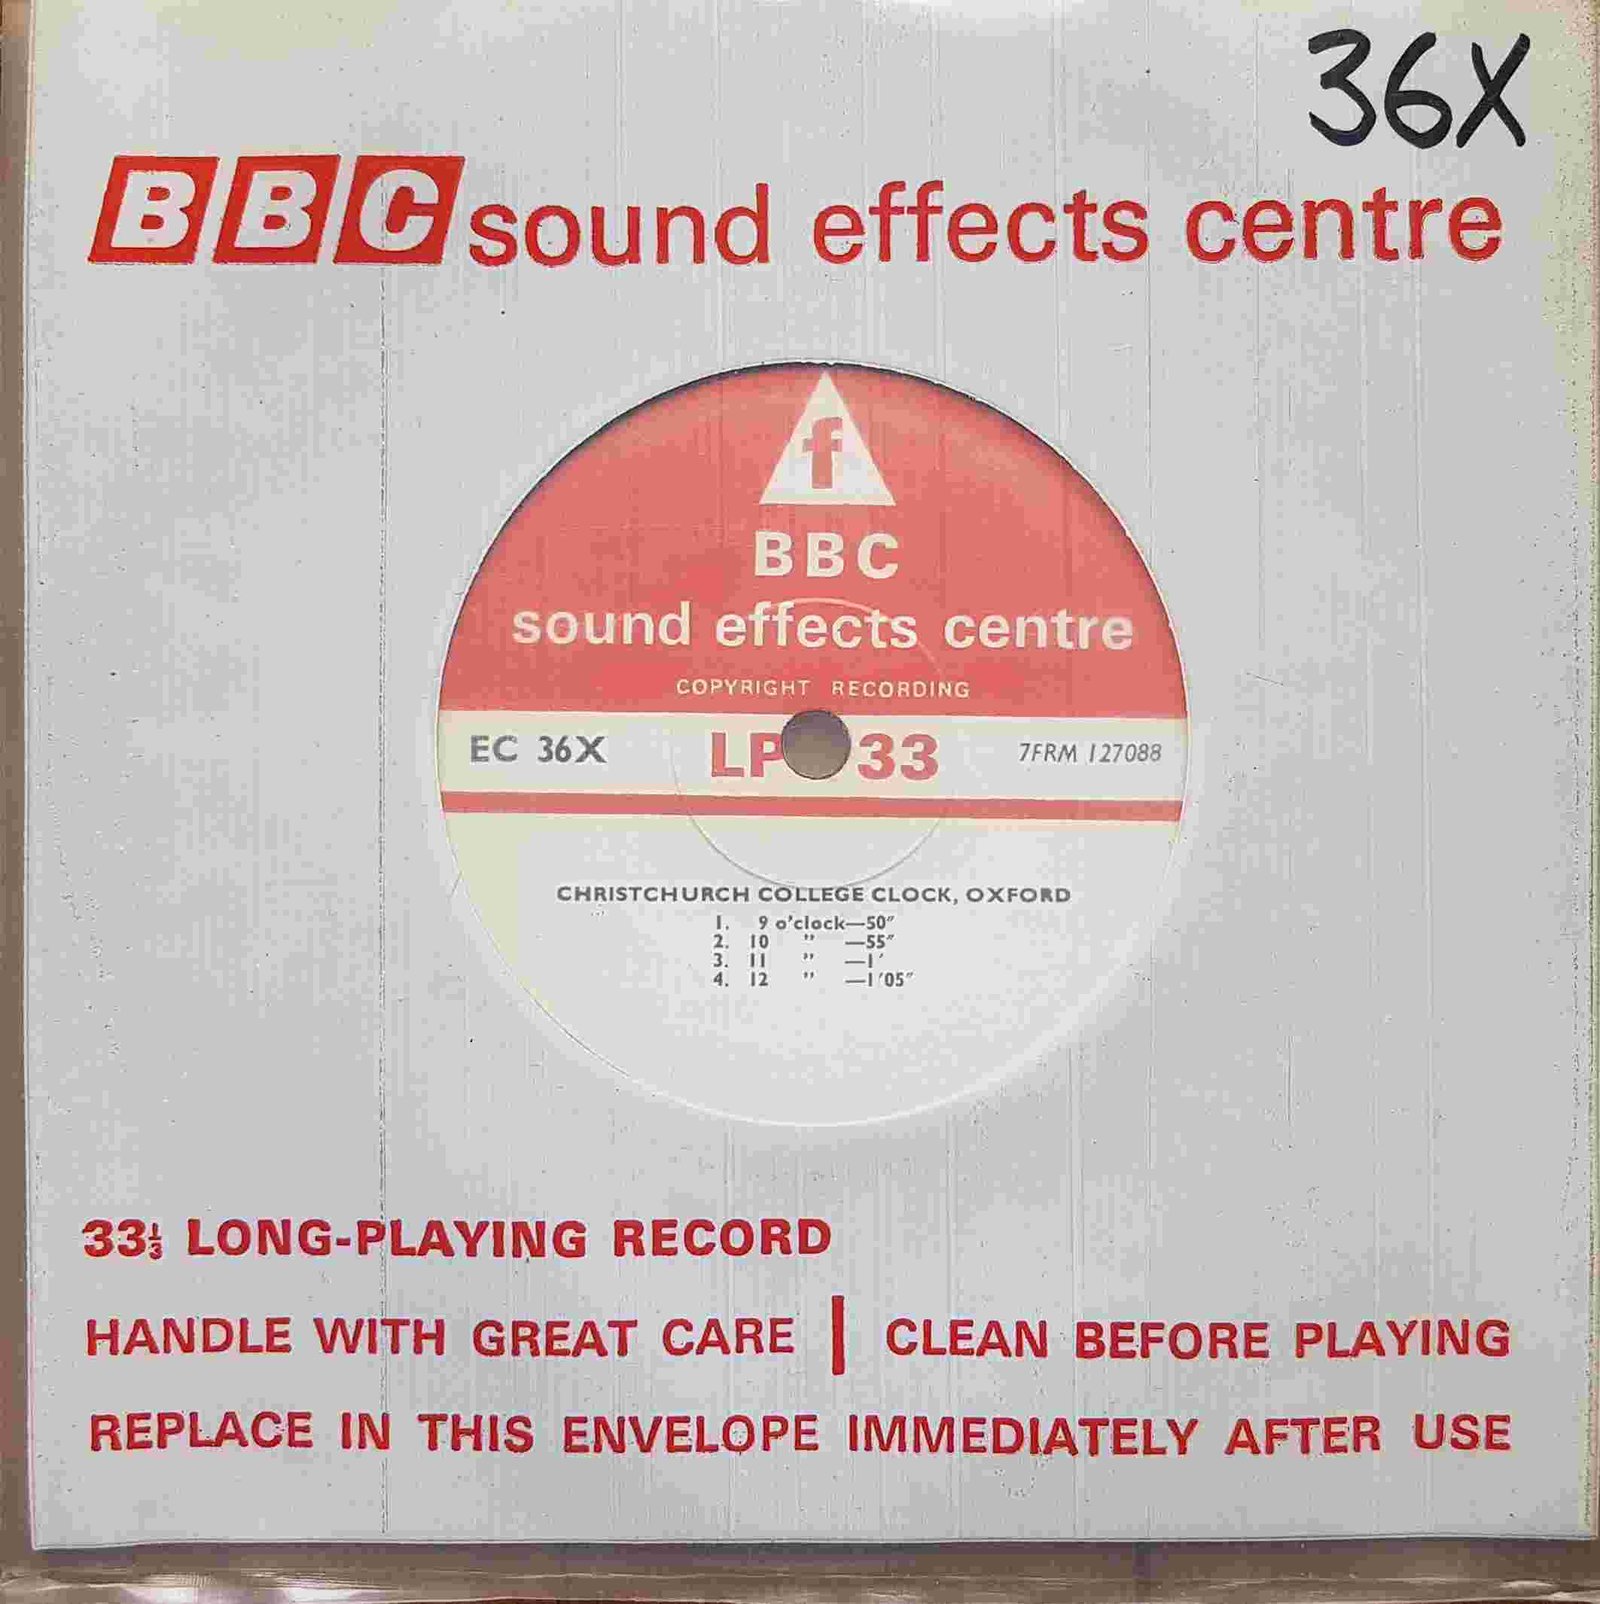 36X
BBC sound effects centre
f
BBC
sound effects centre
COPYRIGHT RECORDING
EC 36X LP 33 7FRM 127088
CHRISTCHURCH COLLEGE CLOCK, OXFORD
1. 9 o'clock—50"
2. 10 " —55"
3. 11 " —1'
4. 12 " —1'05"
33⅓ LONG-PLAYING RECORD
HANDLE WITH GREAT CARE | CLEAN BEFORE PLAYING
REPLACE IN THIS ENVELOPE IMMEDIATELY AFTER USE